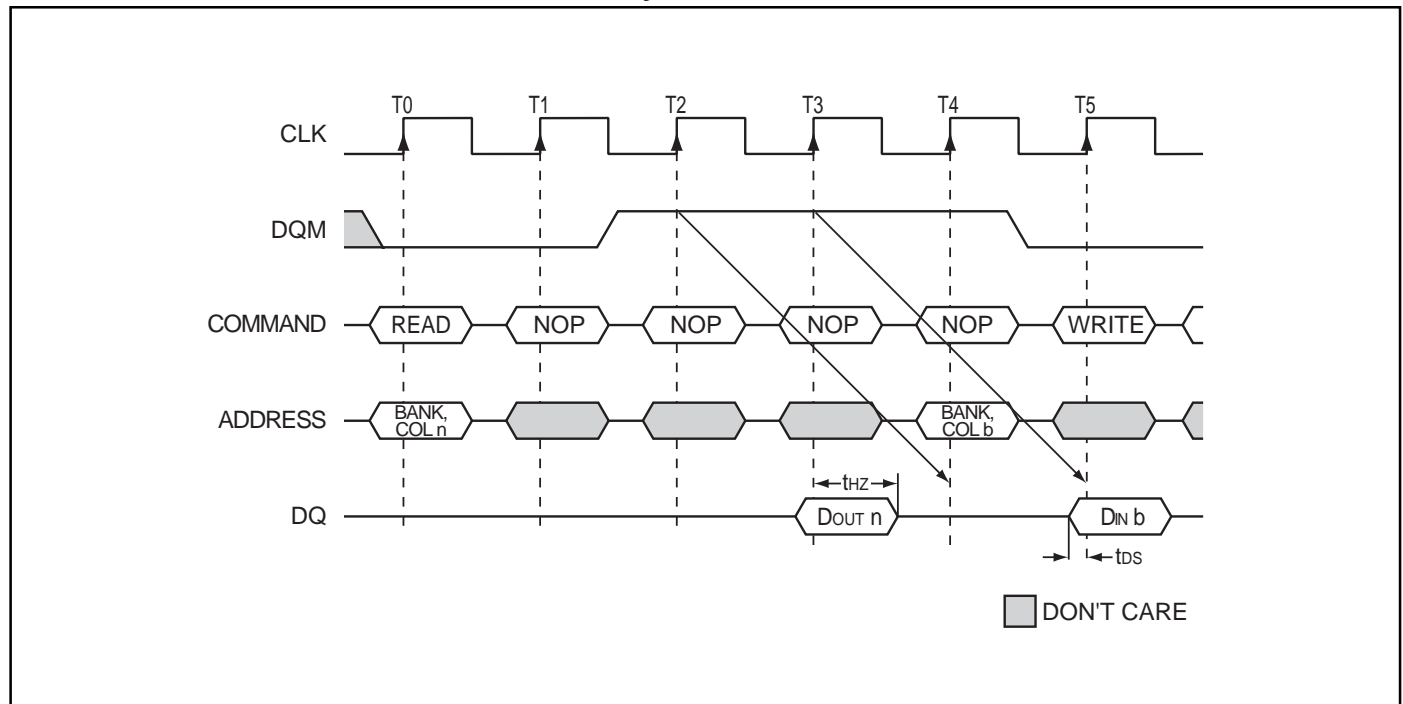 T0 T1 T2 T3 T4 T5
CLK
DQM
COMMAND READ NOP NOP NOP NOP WRITE
ADDRESS BANK, COL n BANK, COL b
tHZ
DQ DOUT n DIN b
tDS
DON'T CARE